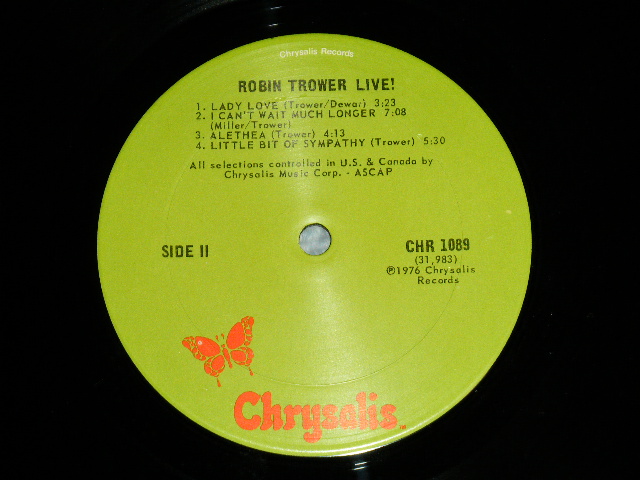 Chrysalis Records
ROBIN TROWER LIVE!
1. LADY LOVE (Trower/Dewar) 3:23
2. I CAN'T WAIT MUCH LONGER 7:08
(Miller/Trower)
3. ALETHEA (Trower) 4:13
4. LITTLE BIT OF SYMPATHY (Trower) 5:30
All selections controlled in U.S. & Canada by
Chrysalis Music Corp. - ASCAP
SIDE II
CHR 1089
(31,983)
℗1976 Chrysalis
Records
Chrysalis
TM